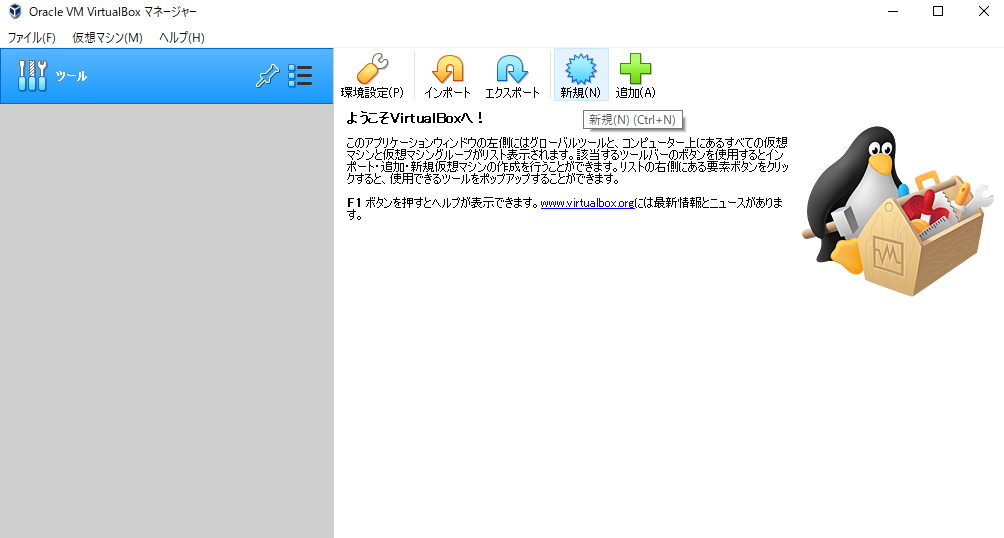 Oracle VM VirtualBox マネージャー
ファイル(F) 仮想マシン(M) ヘルプ(H)
ツール
環境設定(P) インポート エクスポート 新規(N) 追加(A)
新規(N) (Ctrl+N)
ようこそVirtualBoxへ！
このアプリケーションウィンドウの左側にはグローバルツールと、コンピューター上にあるすべての仮想
マシンと仮想マシングループがリスト表示されます。該当するツールバーのボタンを使用するとイン
ポート・追加・新規仮想マシンの作成を行うことができます。リストの右側にある要素ボタンをクリッ
クすると、使用できるツールをポップアップすることができます。
F1 ボタンを押すとヘルプが表示できます。www.virtualbox.orgには最新情報とニュースがありま
す。